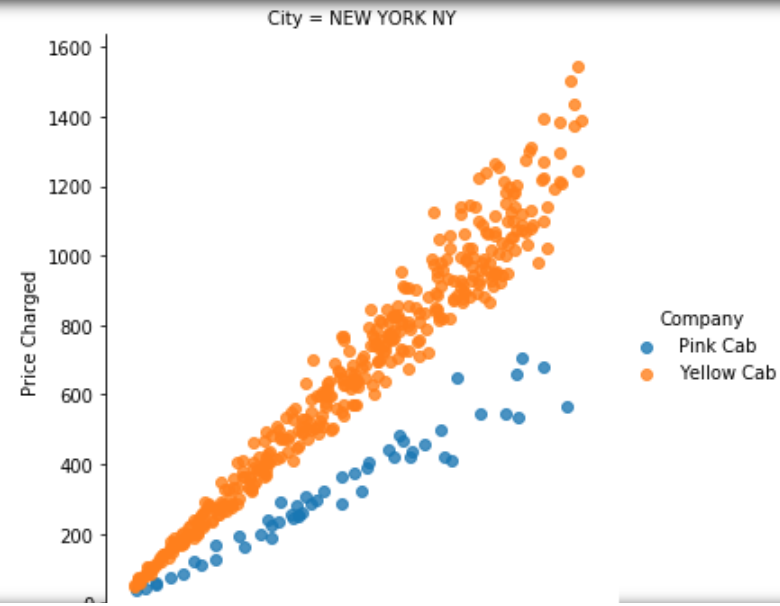 City = NEW YORK NY
1600
1400
1200
1000
800
600
400
200
0
Price Charged
Company
Pink Cab
Yellow Cab